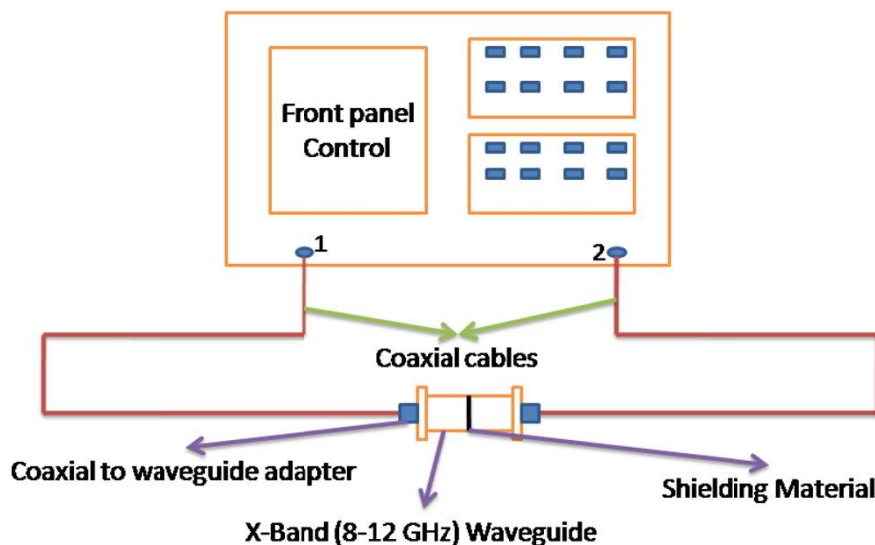 Front panel
Control
1
2
Coaxial cables
Coaxial to waveguide adapter
Shielding Material
X-Band (8-12 GHz) Waveguide